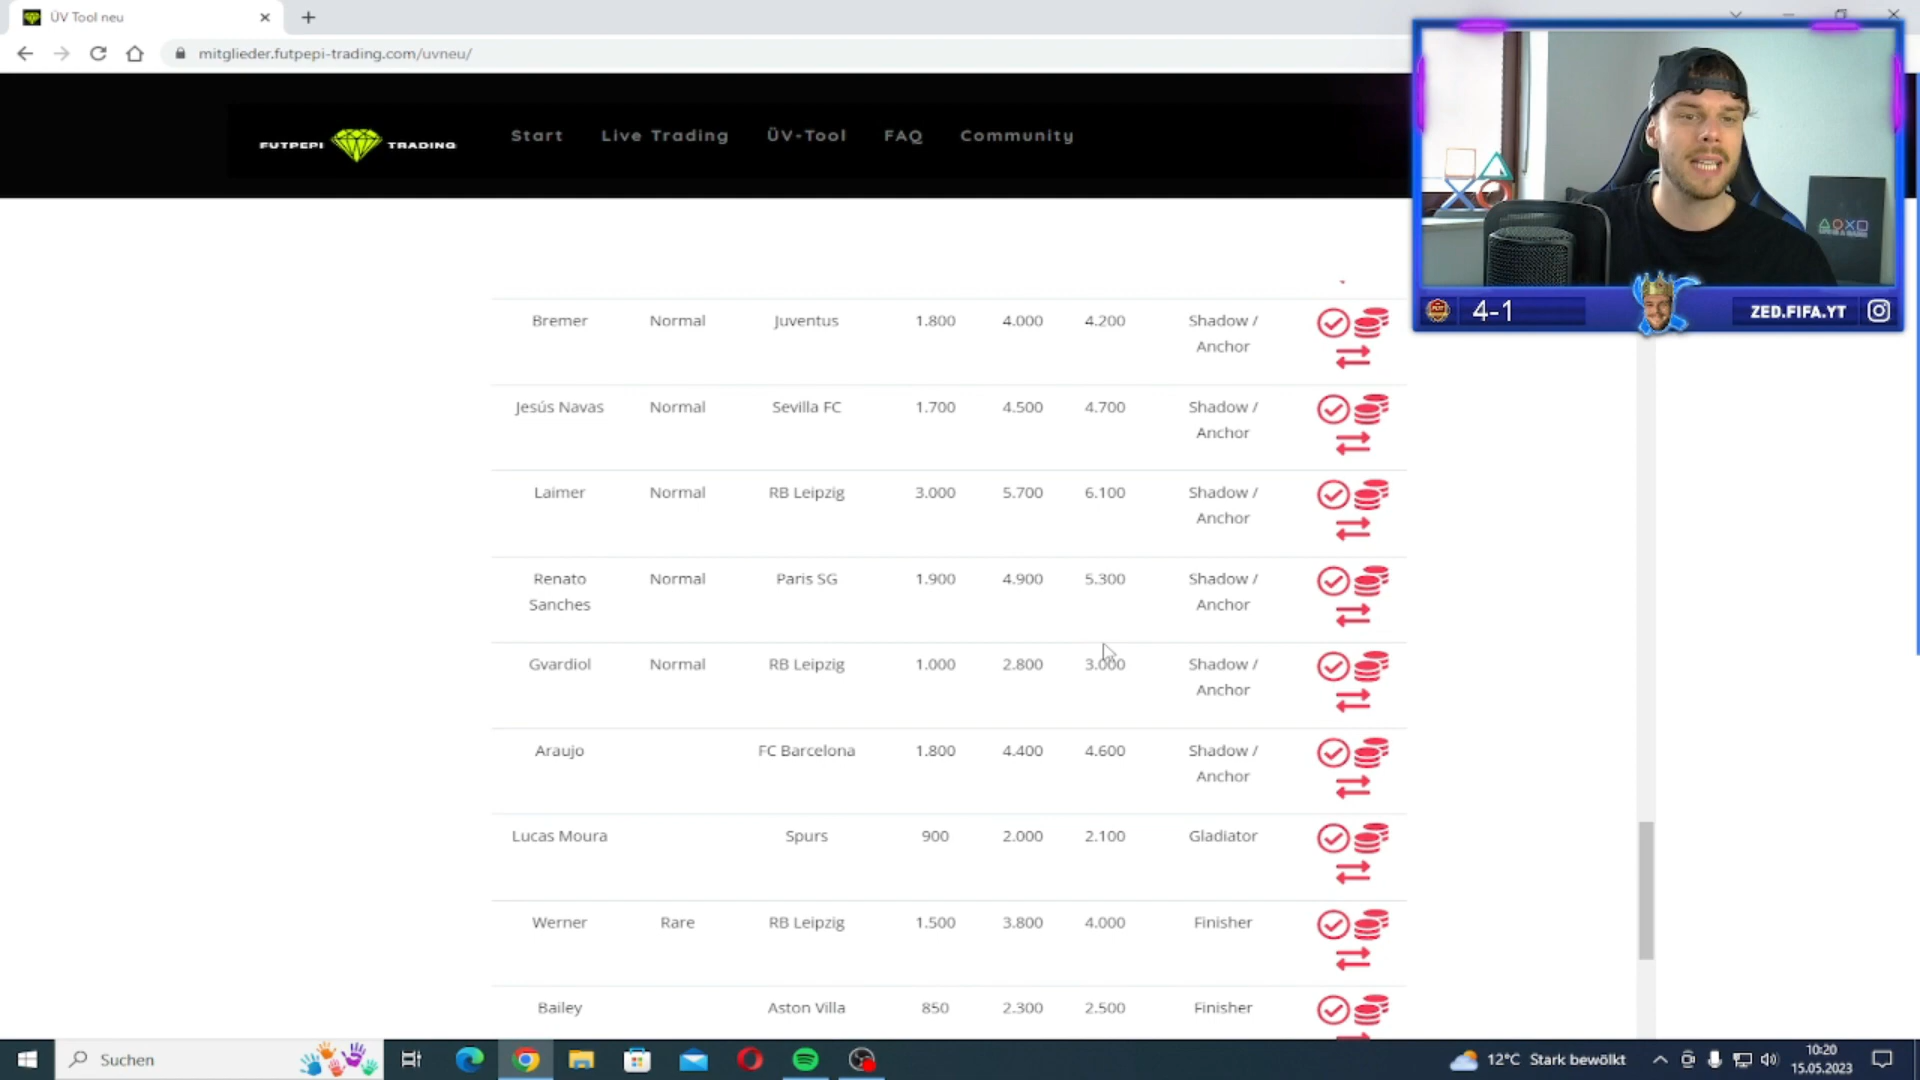 ÜV Tool neu
mitglieder.futpepi-trading.com/uvneu/
FUTPEPI TRADING
Start Live Trading ÜV-Tool FAQ Community
4-1
ZED.FIFA.YT
Bremer Normal Juventus 1.800 4.000 4.200 Shadow /
Anchor
Jesús Navas Normal Sevilla FC 1.700 4.500 4.700 Shadow /
Anchor
Laimer Normal RB Leipzig 3.000 5.700 6.100 Shadow /
Anchor
Renato Normal Paris SG 1.900 4.900 5.300 Shadow /
Sanches Anchor
Gvardiol Normal RB Leipzig 1.000 2.800 3.000 Shadow /
Anchor
Araujo FC Barcelona 1.800 4.400 4.600 Shadow /
Anchor
Lucas Moura Spurs 900 2.000 2.100 Gladiator
Werner Rare RB Leipzig 1.500 3.800 4.000 Finisher
Bailey Aston Villa 850 2.300 2.500 Finisher
Suchen
12°C Stark bewölkt
10:20
15.05.2023